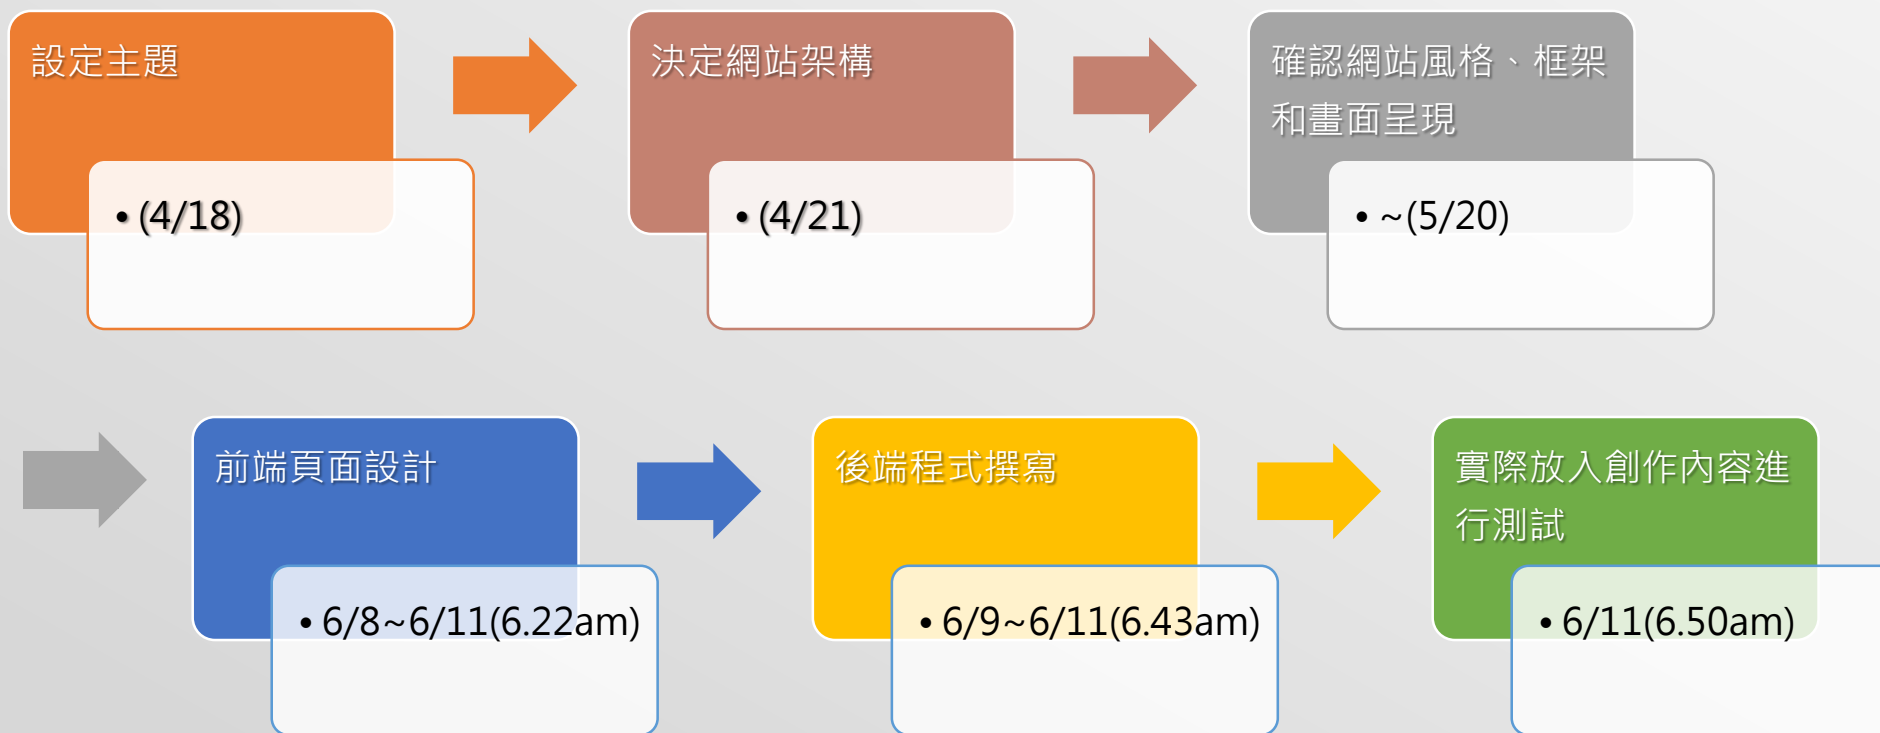 設定主題
• (4/18)
決定網站架構
• (4/21)
確認網站風格、框架
和畫面呈現
• ~(5/20)
前端頁面設計
• 6/8~6/11(6.22am)
後端程式撰寫
• 6/9~6/11(6.43am)
實際放入創作內容進
行測試
• 6/11(6.50am)